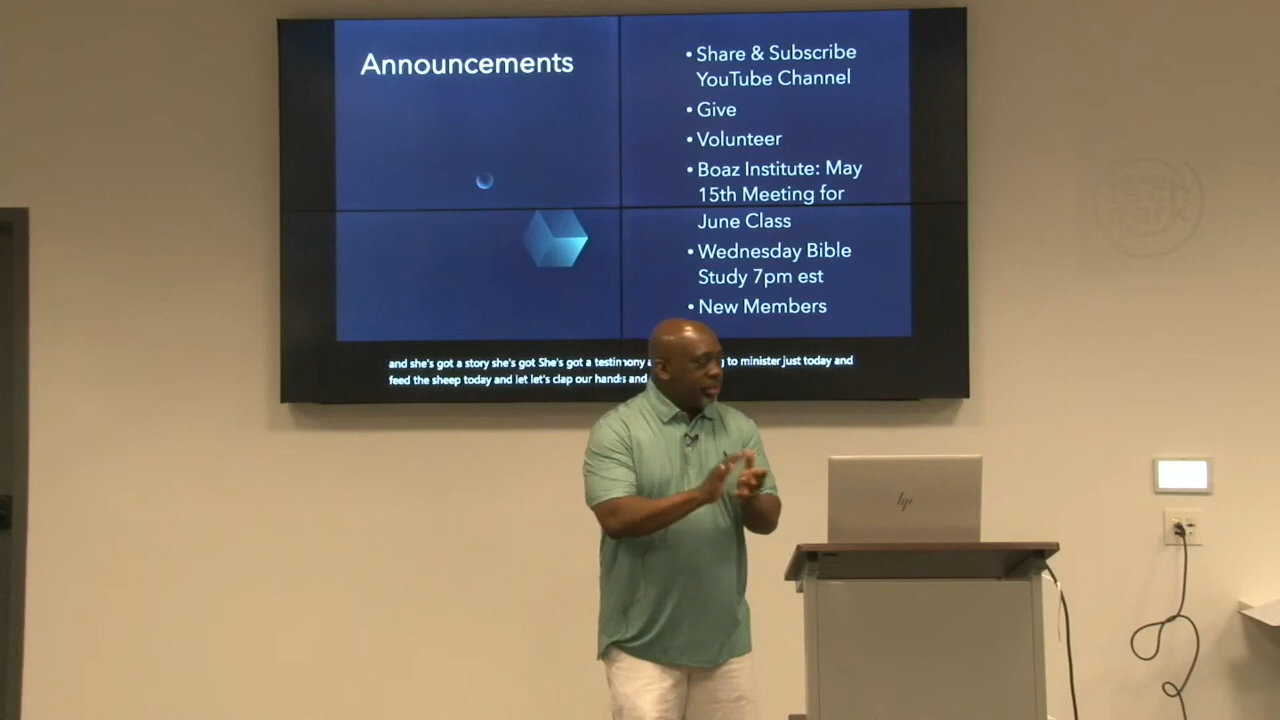 Announcements
• Share & Subscribe
YouTube Channel
• Give
• Volunteer
• Boaz Institute: May
15th Meeting for
June Class
• Wednesday Bible
Study 7pm est
• New Members
and she's got a story she's got She's got a testimony a to minister just today and
feed the sheep today and let let's clap our hands and
hp